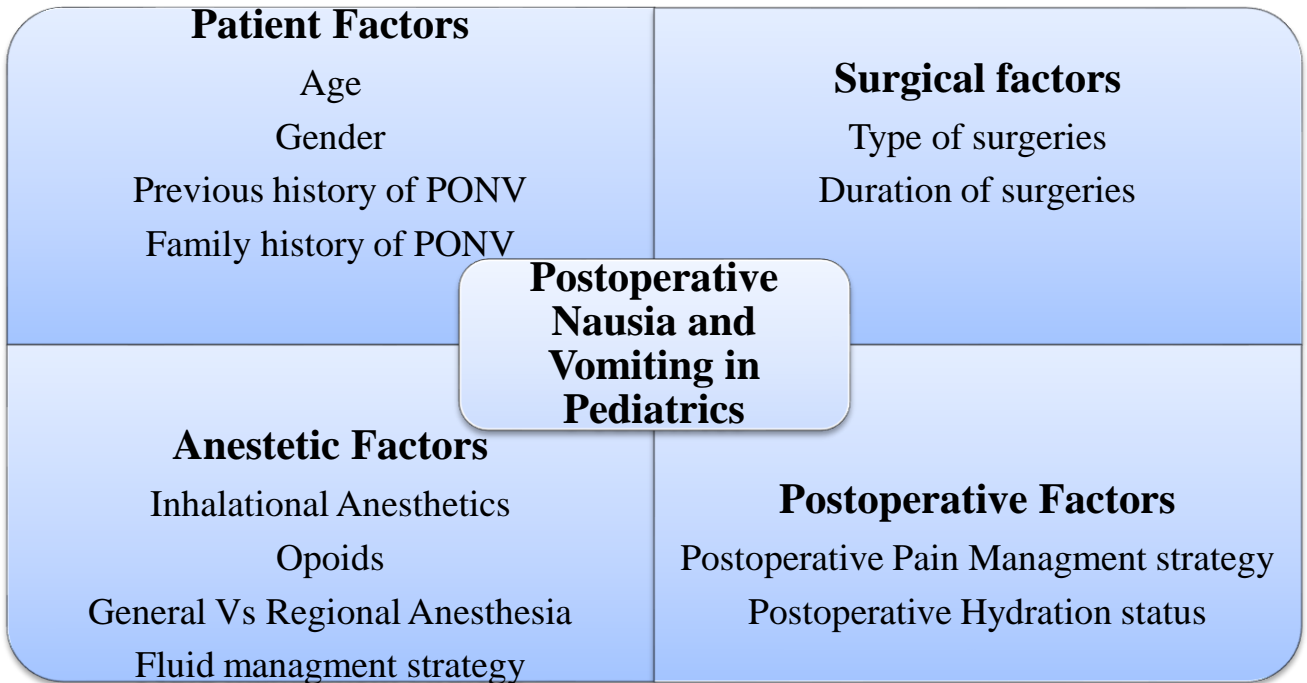 Patient Factors
Age
Gender
Previous history of PONV
Family history of PONV
Surgical factors
Type of surgeries
Duration of surgeries
Postoperative
Nausia and
Vomiting in
Pediatrics
Anestetic Factors
Inhalational Anesthetics
Opoids
General Vs Regional Anesthesia
Fluid managment strategy
Postoperative Factors
Postoperative Pain Managment strategy
Postoperative Hydration status